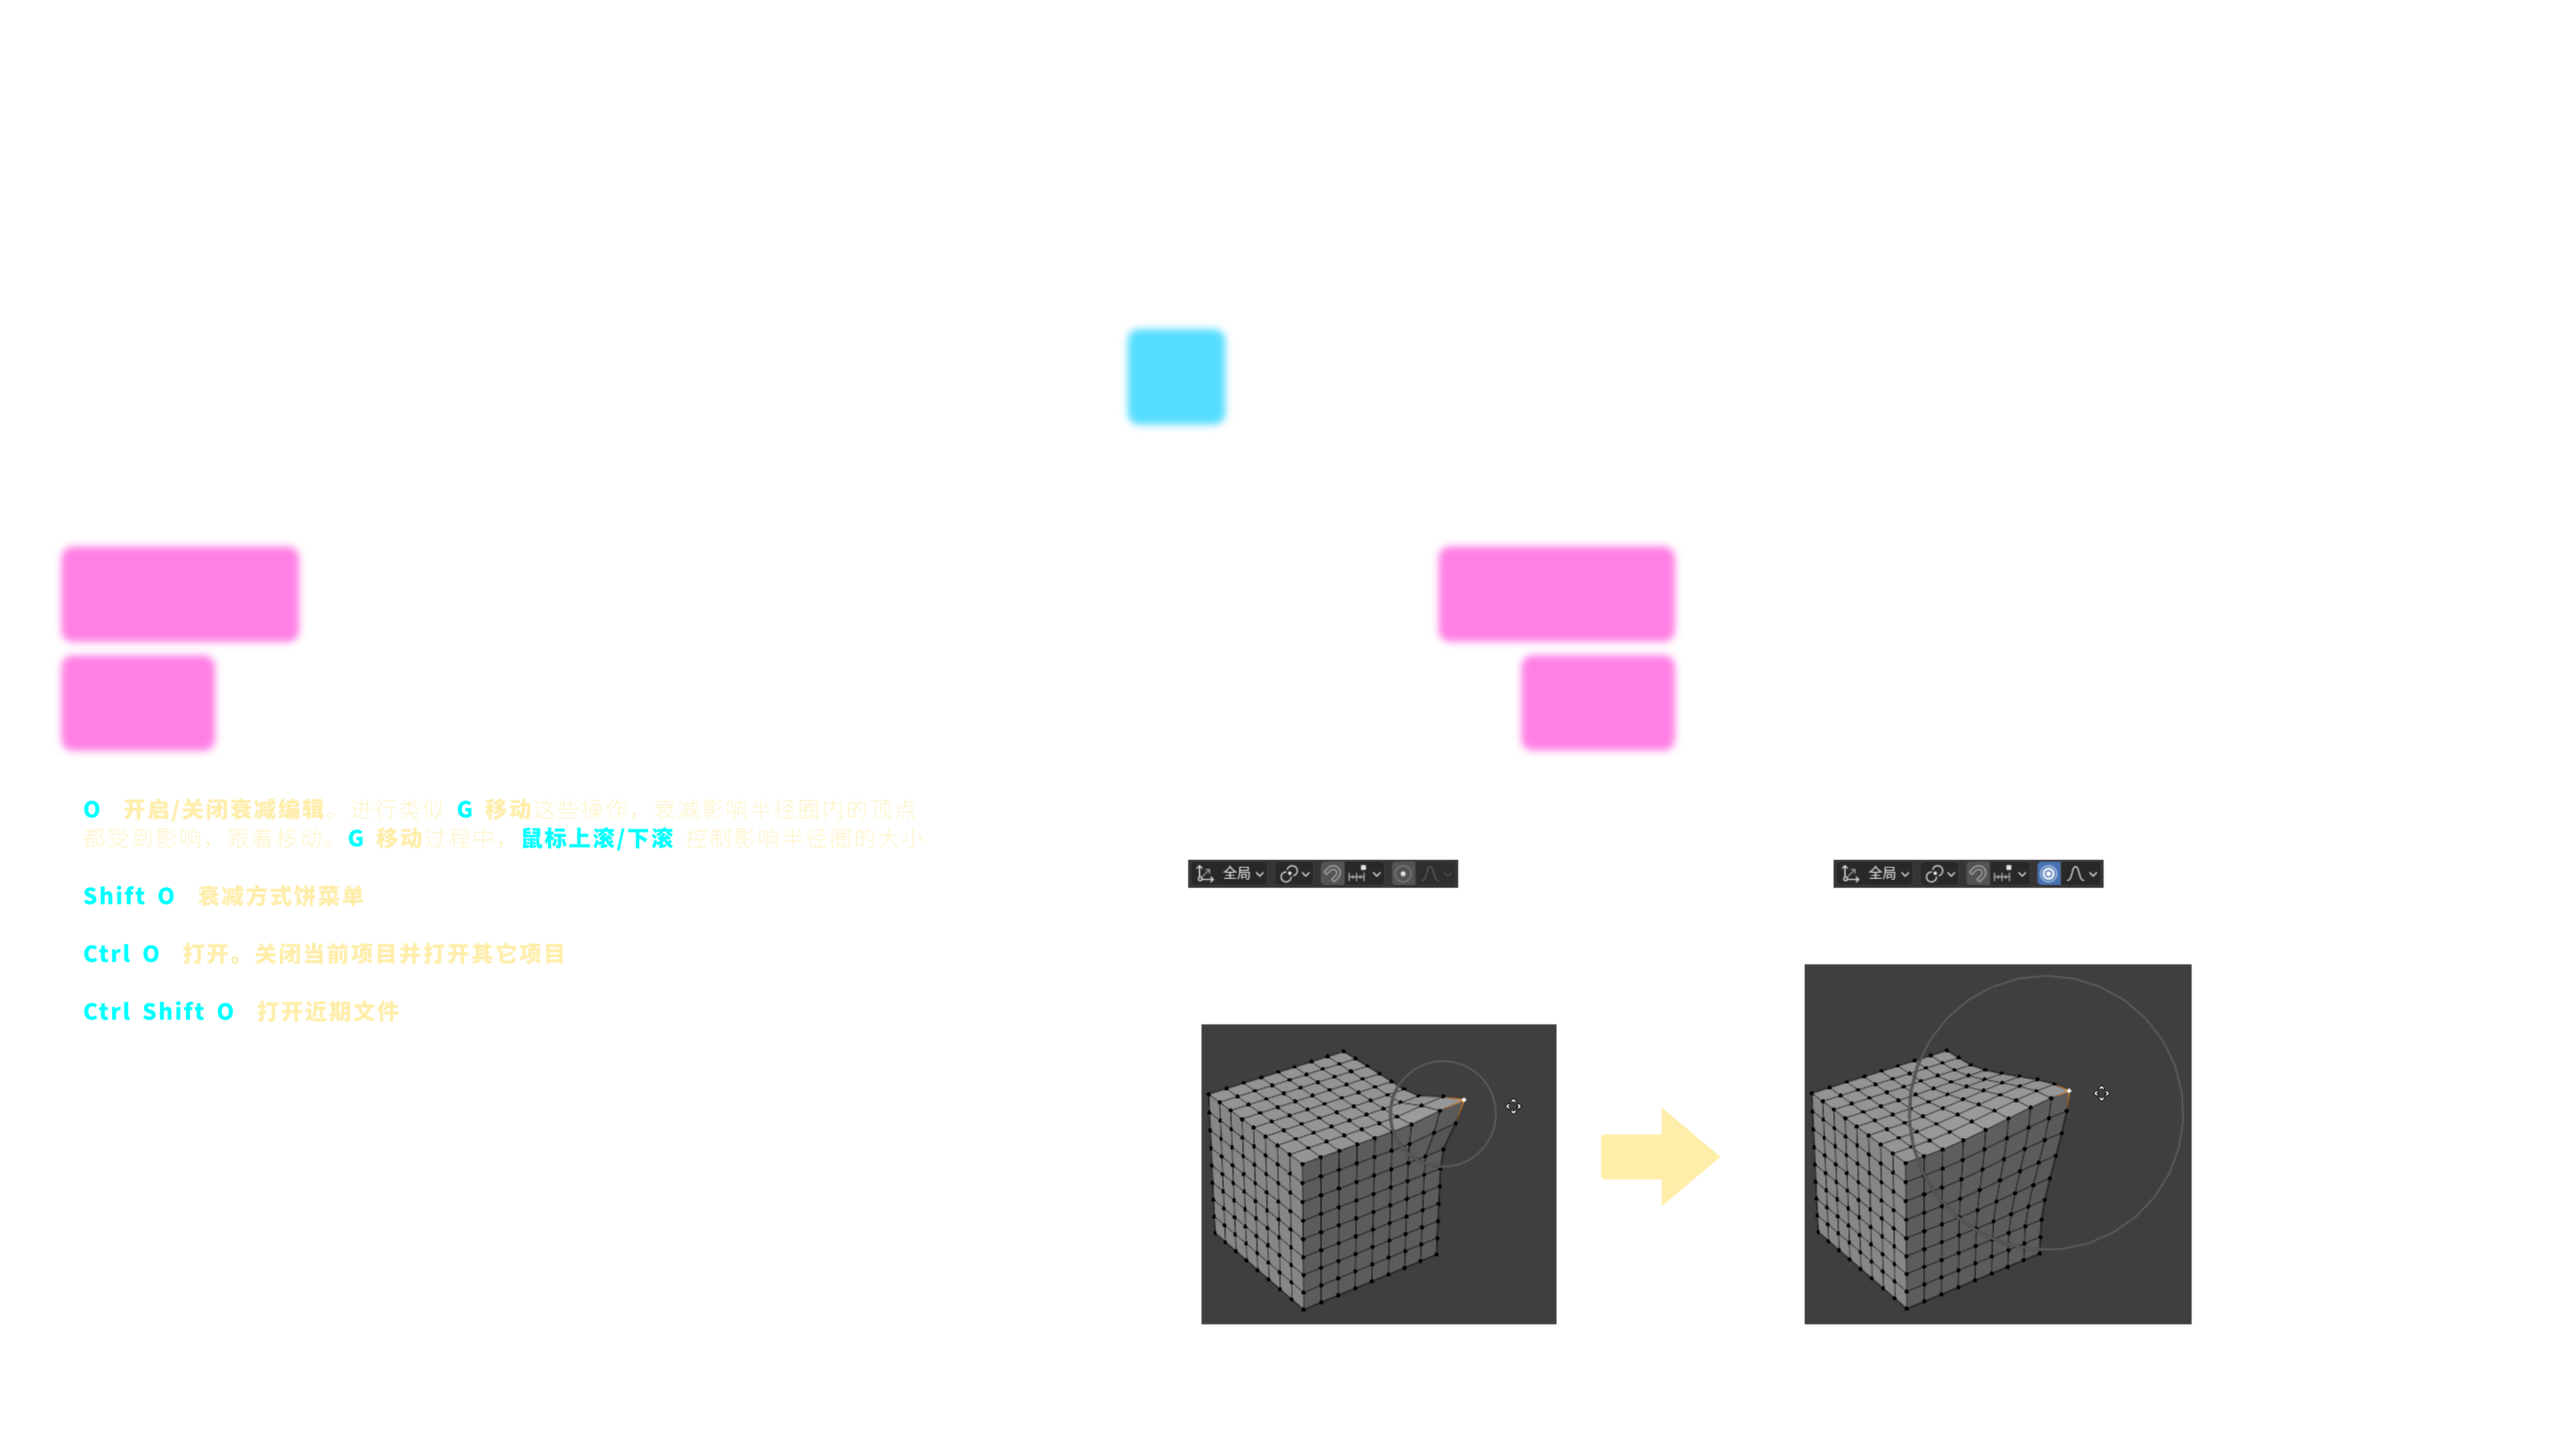 O 开启/关闭衰减编辑。进行类似 G 移动这些操作，衰减影响半径圈内的顶点
都受到影响，跟着移动。G 移动过程中，鼠标上滚/下滚 控制影响半径圈的大小
Shift O 衰减方式饼菜单
Ctrl O 打开。关闭当前项目并打开其它项目
Ctrl Shift O 打开近期文件
全局
全局